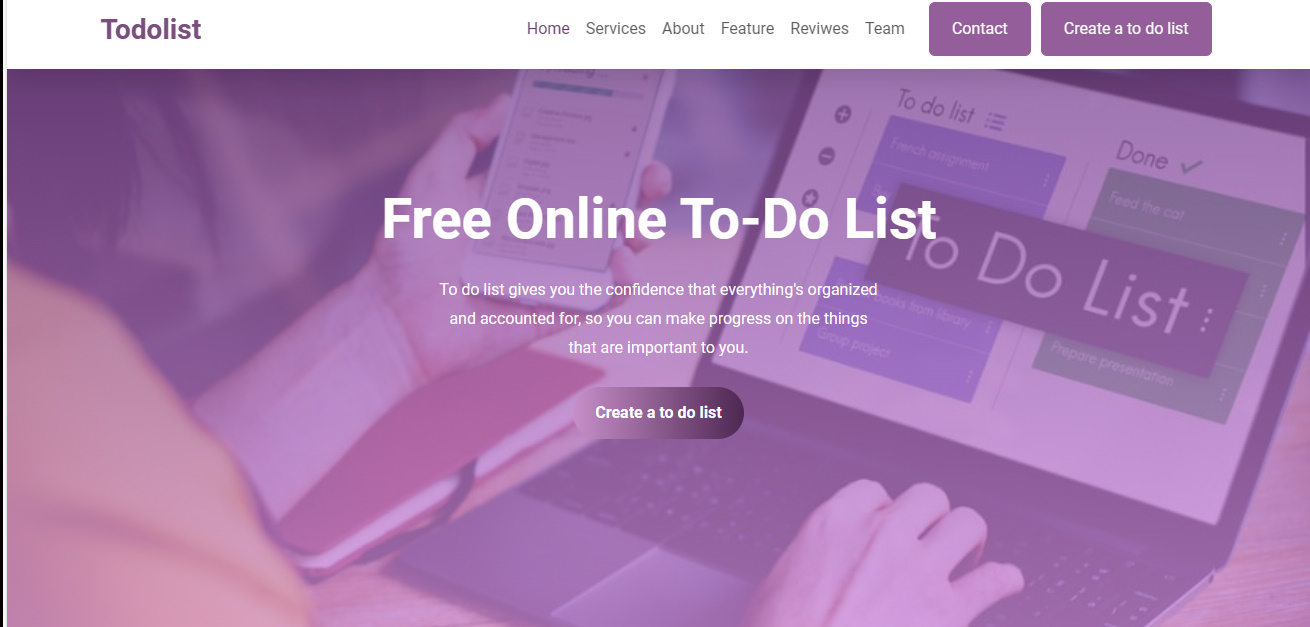 Todolist
Home Services About Feature Reviwes Team Contact Create a to do list
To do list
Done
French assignment
Feed the cat
Free Online To-Do List
To Do List
To do list gives you the confidence that everything's organized
and accounted for, so you can make progress on the things
that are important to you.
books from library
Group project
Prepare presentation
Create a to do list